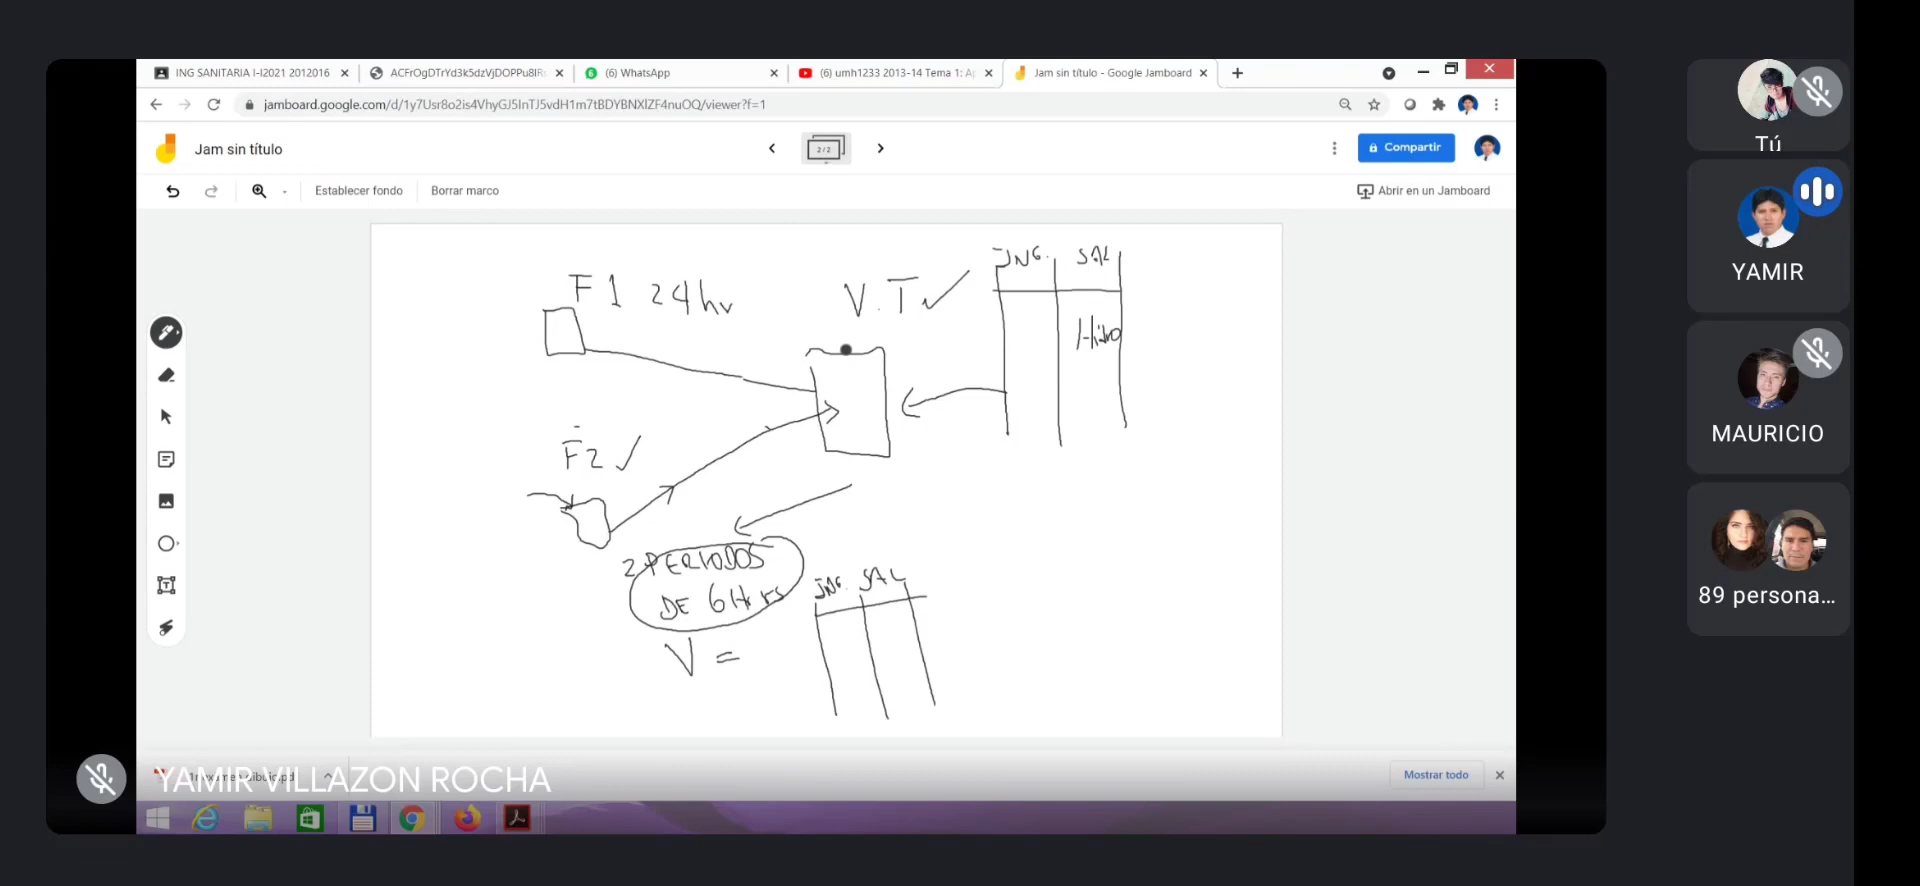 ING SANITARIA I-I2021 2012016
ACFrOgDTrYd3k5dzVjDOPPu8IR
(6) WhatsApp
(6) umh1233 2013-14 Tema 1: A
Jam sin título - Google Jamboard
jamboard.google.com/d/1y7Usr8o2is4VhyGJ5InTJ5vdH1m7tBDYBNXlZF4nuOQ/viewer?f=1
Jam sin título
2/2
Compartir
Establecer fondo
Borrar marco
Abrir en un Jamboard
ING. SAL
F 1 24 hr
V.T ✓
F2 ✓
2 PERIODOS
DE 6 Hrs
ING. SAL
V =
YAMIR VILLAZON ROCHA
Mostrar todo
Tú
YAMIR
MAURICIO
89 persona...